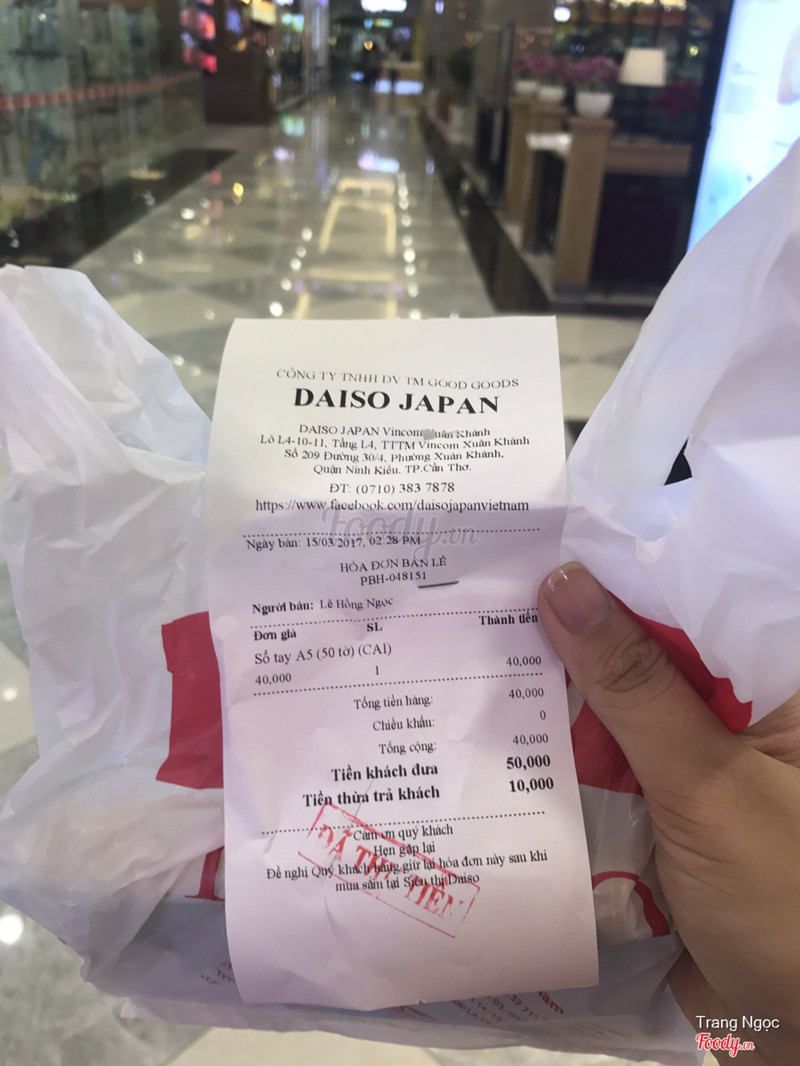 CÔNG TY TNHH DV TM GOOD GOODS
DAISO JAPAN
DAISO JAPAN Vincom Xuân Khánh
Lô L4-10-11, Tầng L4, TTTM Vincom Xuân Khánh
Số 209 Đường 30/4, Phường Xuân Khánh,
Quận Ninh Kiều, TP.Cần Thơ.
ĐT: (0710) 383 7878
https://www.facebook.com/daisojapanvietnam
Foody.vn
Ngày bán: 15/03/2017, 02:28 PM
HÓA ĐƠN BÁN LẺ
PBH-048151
Người bán: Lê Hồng Ngọc
Đơn giá SL Thành tiền
Sổ tay A5 (50 tờ) (CAI)
40,000 1 40,000
Tổng tiền hàng: 40,000
Chiều khấu: 0
Tổng cộng: 40,000
Tiền khách đưa 50,000
Tiền thừa trả khách 10,000
Cảm ơn quý khách
Hẹn gặp lại
Đề nghị Quý khách hàng giữ lại hóa đơn này sau khi
mua sắm tại Siêu thị Daiso
ĐÃ THU TIỀN
Trang Ngọc
Foody.vn